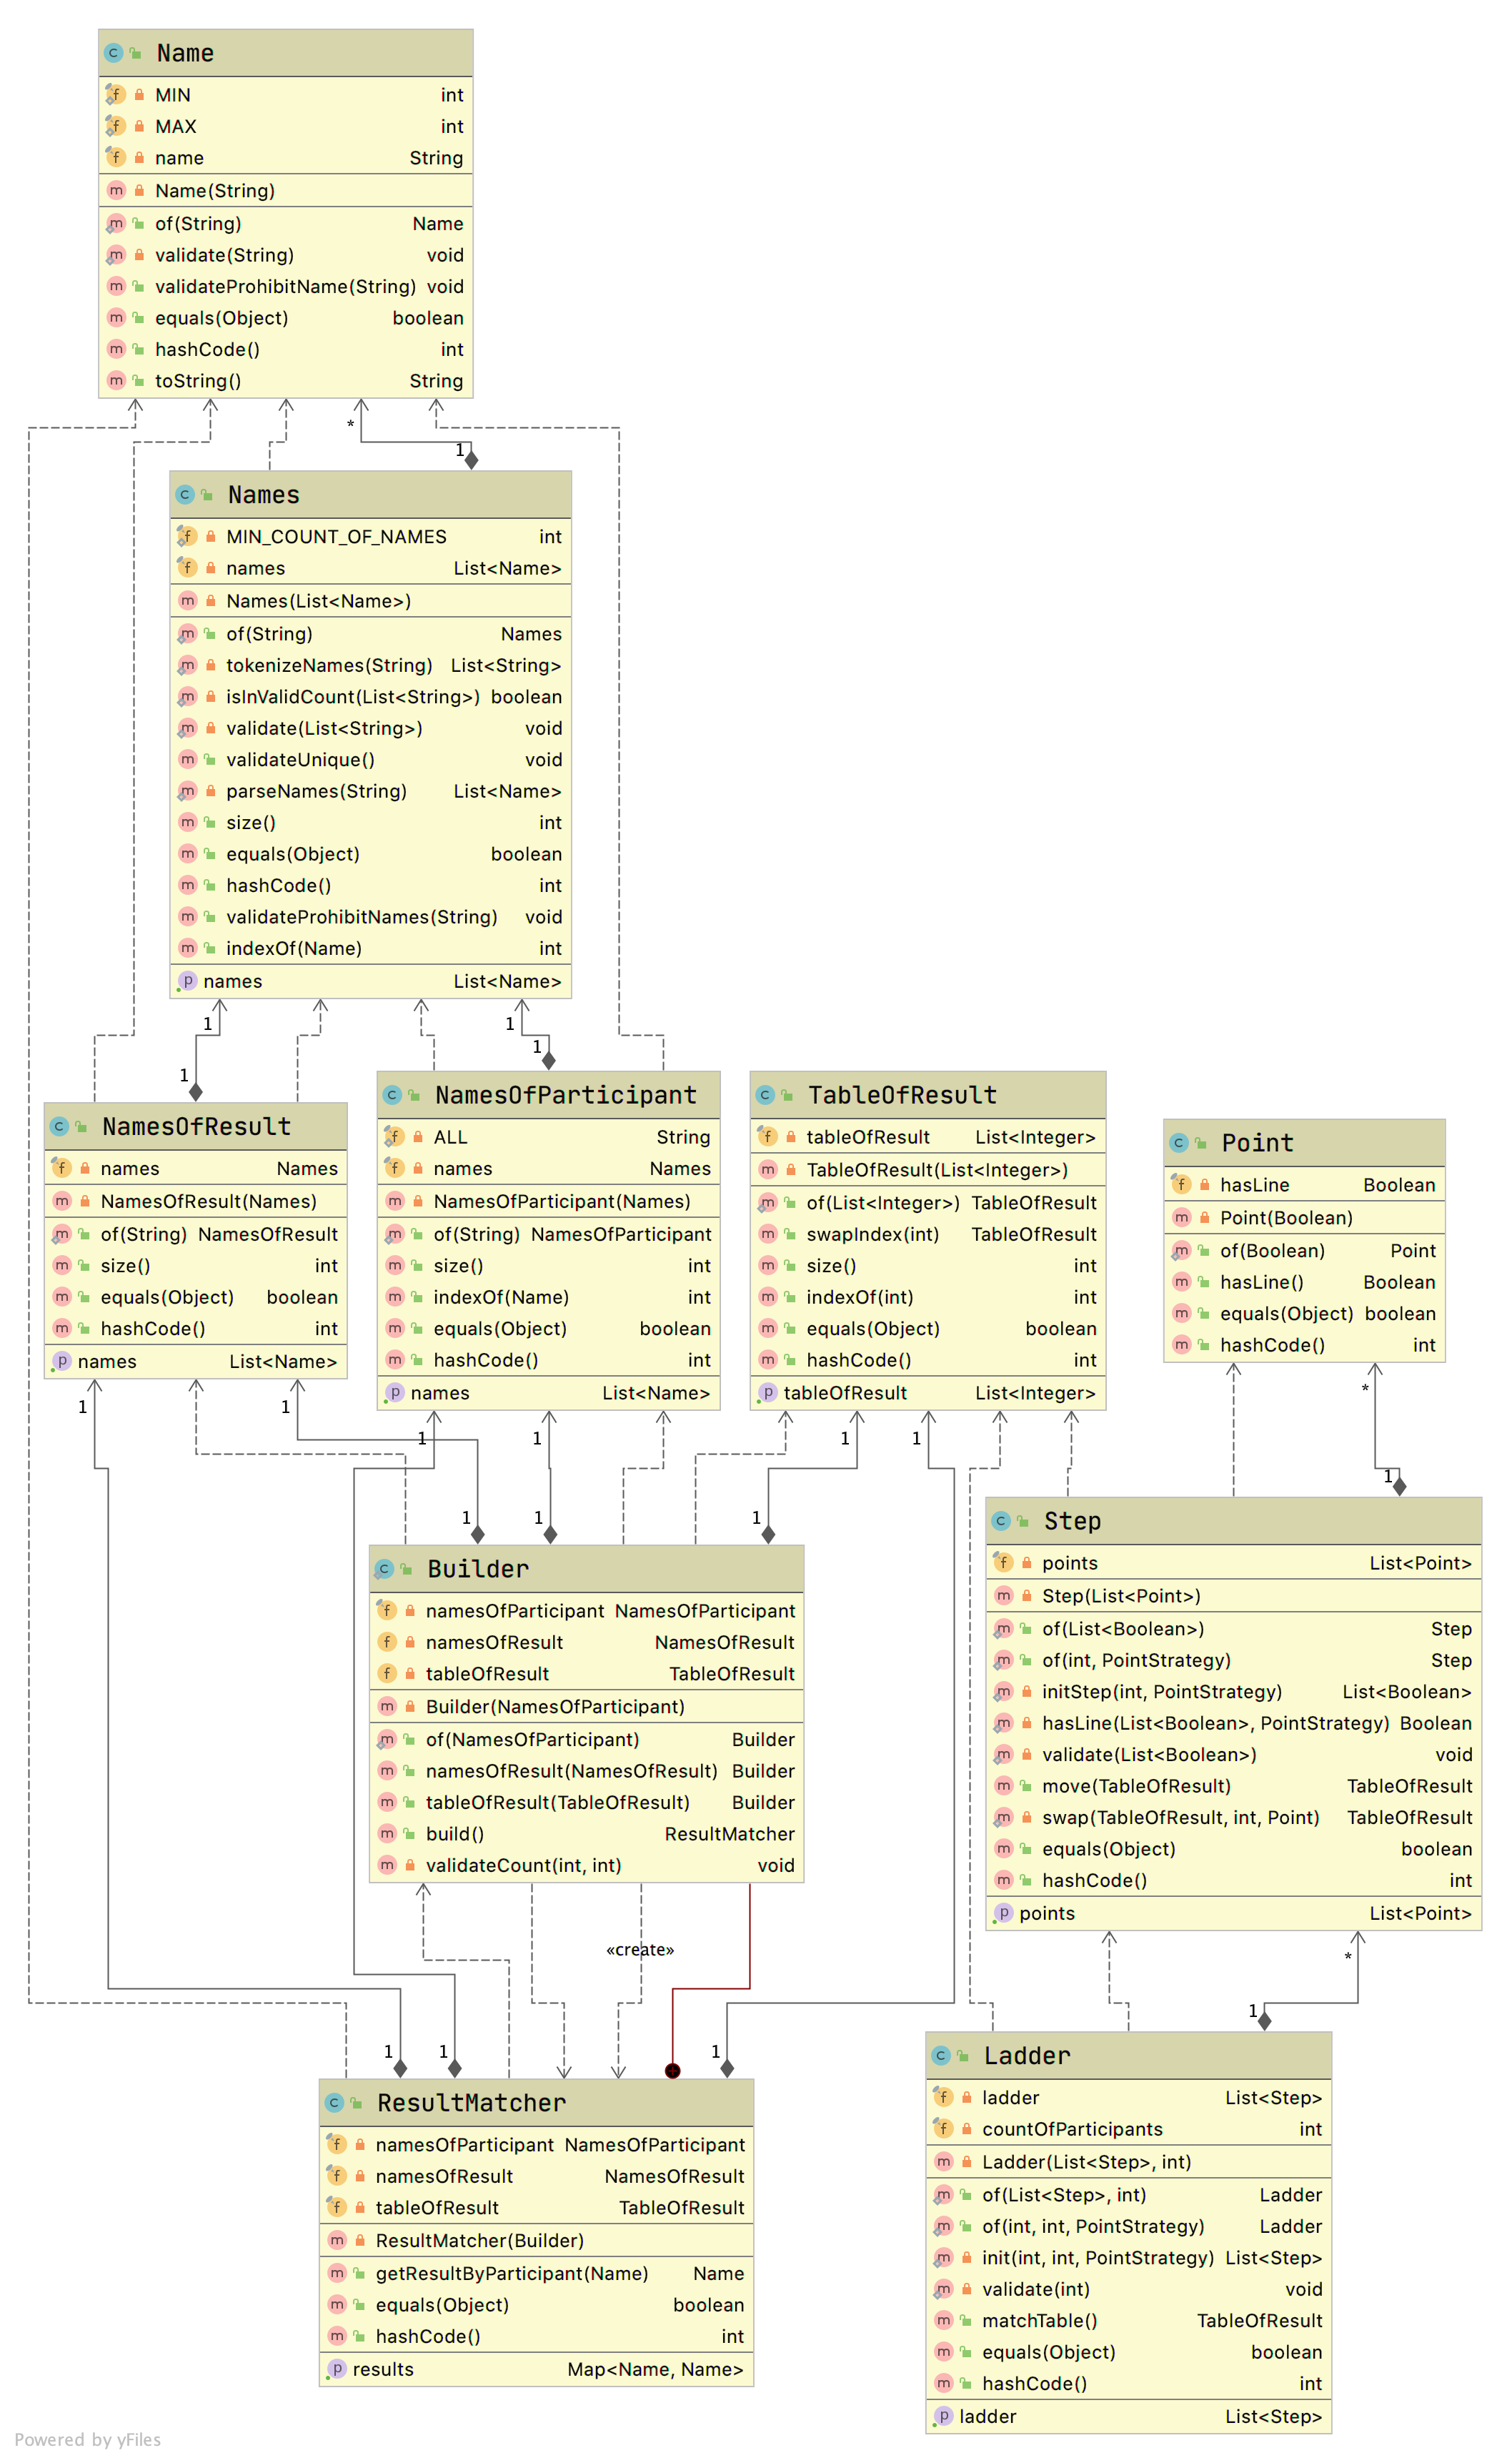 Name
MIN int
MAX int
name String
Name(String)
of(String) Name
validate(String) void
validateProhibitName(String) void
equals(Object) boolean
hashCode() int
toString() String
*
1
Names
MIN_COUNT_OF_NAMES int
names List<Name>
Names(List<Name>)
of(String) Names
tokenizeNames(String) List<String>
isInValidCount(List<String>) boolean
validate(List<String>) void
validateUnique() void
parseNames(String) List<Name>
size() int
equals(Object) boolean
hashCode() int
validateProhibitNames(String) void
indexOf(Name) int
names List<Name>
1 1
1 1
NamesOfResult
names Names
NamesOfResult(Names)
of(String) NamesOfResult
size() int
equals(Object) boolean
hashCode() int
names List<Name>
NamesOfParticipant
ALL String
names Names
NamesOfParticipant(Names)
of(String) NamesOfParticipant
size() int
indexOf(Name) int
equals(Object) boolean
hashCode() int
names List<Name>
TableOfResult
tableOfResult List<Integer>
TableOfResult(List<Integer>)
of(List<Integer>) TableOfResult
swapIndex(int) TableOfResult
size() int
indexOf(int) int
equals(Object) boolean
hashCode() int
tableOfResult List<Integer>
Point
hasLine Boolean
Point(Boolean)
of(Boolean) Point
hasLine() Boolean
equals(Object) boolean
hashCode() int
*
1
1 1 1 1 1 1
1 1 1
Builder
namesOfParticipant NamesOfParticipant
namesOfResult NamesOfResult
tableOfResult TableOfResult
Builder(NamesOfParticipant)
of(NamesOfParticipant) Builder
namesOfResult(NamesOfResult) Builder
tableOfResult(TableOfResult) Builder
build() ResultMatcher
validateCount(int, int) void
Step
points List<Point>
Step(List<Point>)
of(List<Boolean>) Step
of(int, PointStrategy) Step
initStep(int, PointStrategy) List<Boolean>
hasLine(List<Boolean>, PointStrategy) Boolean
validate(List<Boolean>) void
move(TableOfResult) TableOfResult
swap(TableOfResult, int, Point) TableOfResult
equals(Object) boolean
hashCode() int
points List<Point>
«create»
*
1
1 1 1
ResultMatcher
namesOfParticipant NamesOfParticipant
namesOfResult NamesOfResult
tableOfResult TableOfResult
ResultMatcher(Builder)
getResultByParticipant(Name) Name
equals(Object) boolean
hashCode() int
results Map<Name, Name>
Ladder
ladder List<Step>
countOfParticipants int
Ladder(List<Step>, int)
of(List<Step>, int) Ladder
of(int, int, PointStrategy) Ladder
init(int, int, PointStrategy) List<Step>
validate(int) void
matchTable() TableOfResult
equals(Object) boolean
hashCode() int
ladder List<Step>
Powered by yFiles